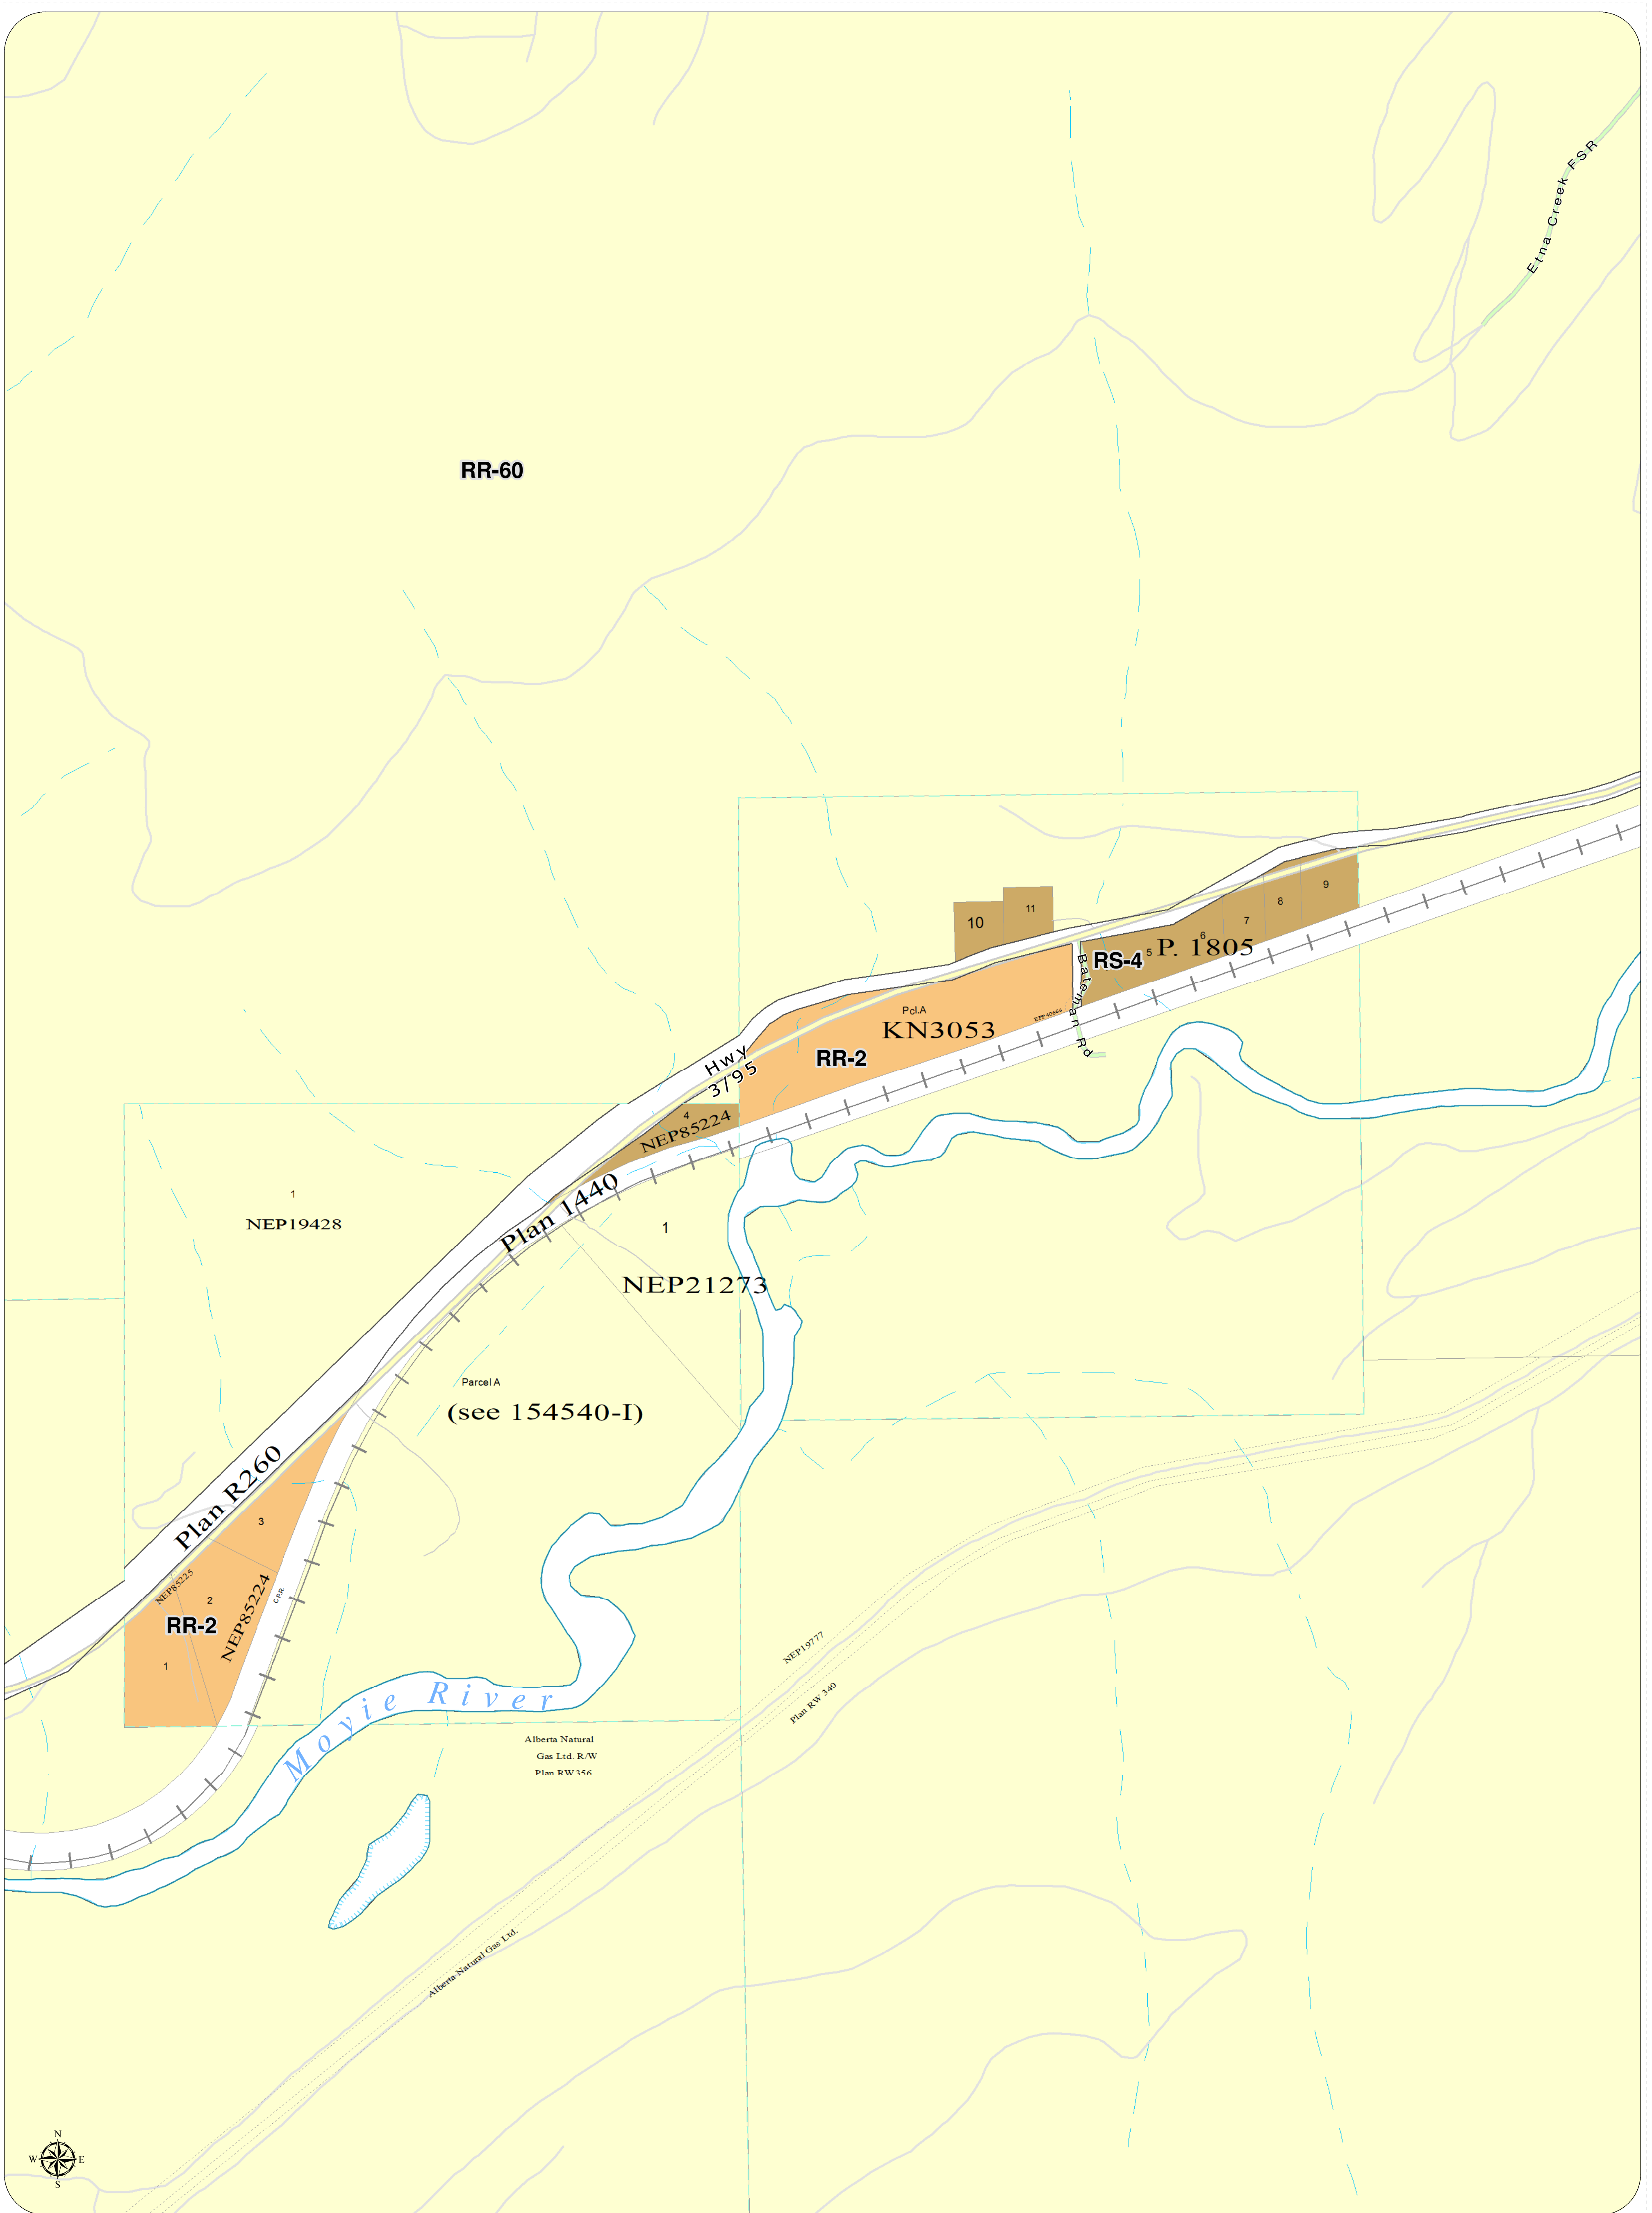 Etna Creek FSR
RR-60
9
8
11
7
10
6
5
P. 1805
RS-4
Bateman Rd
Pcl.A
KN3053
RR-2
Hwy
3/95
4
NEP85224
1
NEP19428
Plan 1440
1
NEP21273
Parcel A
(see 154540-I)
Plan R260
3
NEP85225
2
NEP85224
C.P.R.
RR-2
1
NEP19777
Plan RW 340
Moyie River
Alberta Natural
Gas Ltd. R/W
Plan RW356
Alberta Natural Gas Ltd.
N
W
E
S